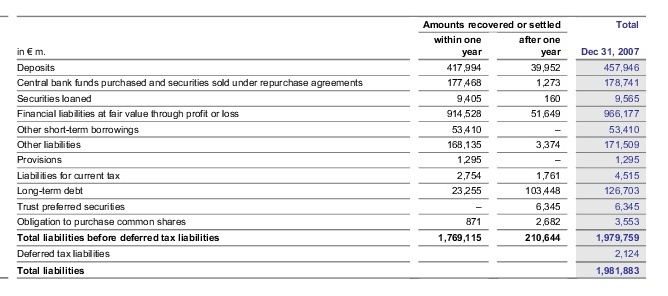 Amounts recovered or settled Total
within one year after one year
in € m. Dec 31, 2007
Deposits 417,994 39,952 457,946
Central bank funds purchased and securities sold under repurchase agreements 177,468 1,273 178,741
Securities loaned 9,405 160 9,565
Financial liabilities at fair value through profit or loss 914,528 51,649 966,177
Other short-term borrowings 53,410 – 53,410
Other liabilities 168,135 3,374 171,509
Provisions 1,295 – 1,295
Liabilities for current tax 2,754 1,761 4,515
Long-term debt 23,255 103,448 126,703
Trust preferred securities – 6,345 6,345
Obligation to purchase common shares 871 2,682 3,553
Total liabilities before deferred tax liabilities 1,769,115 210,644 1,979,759
Deferred tax liabilities 2,124
Total liabilities 1,981,883